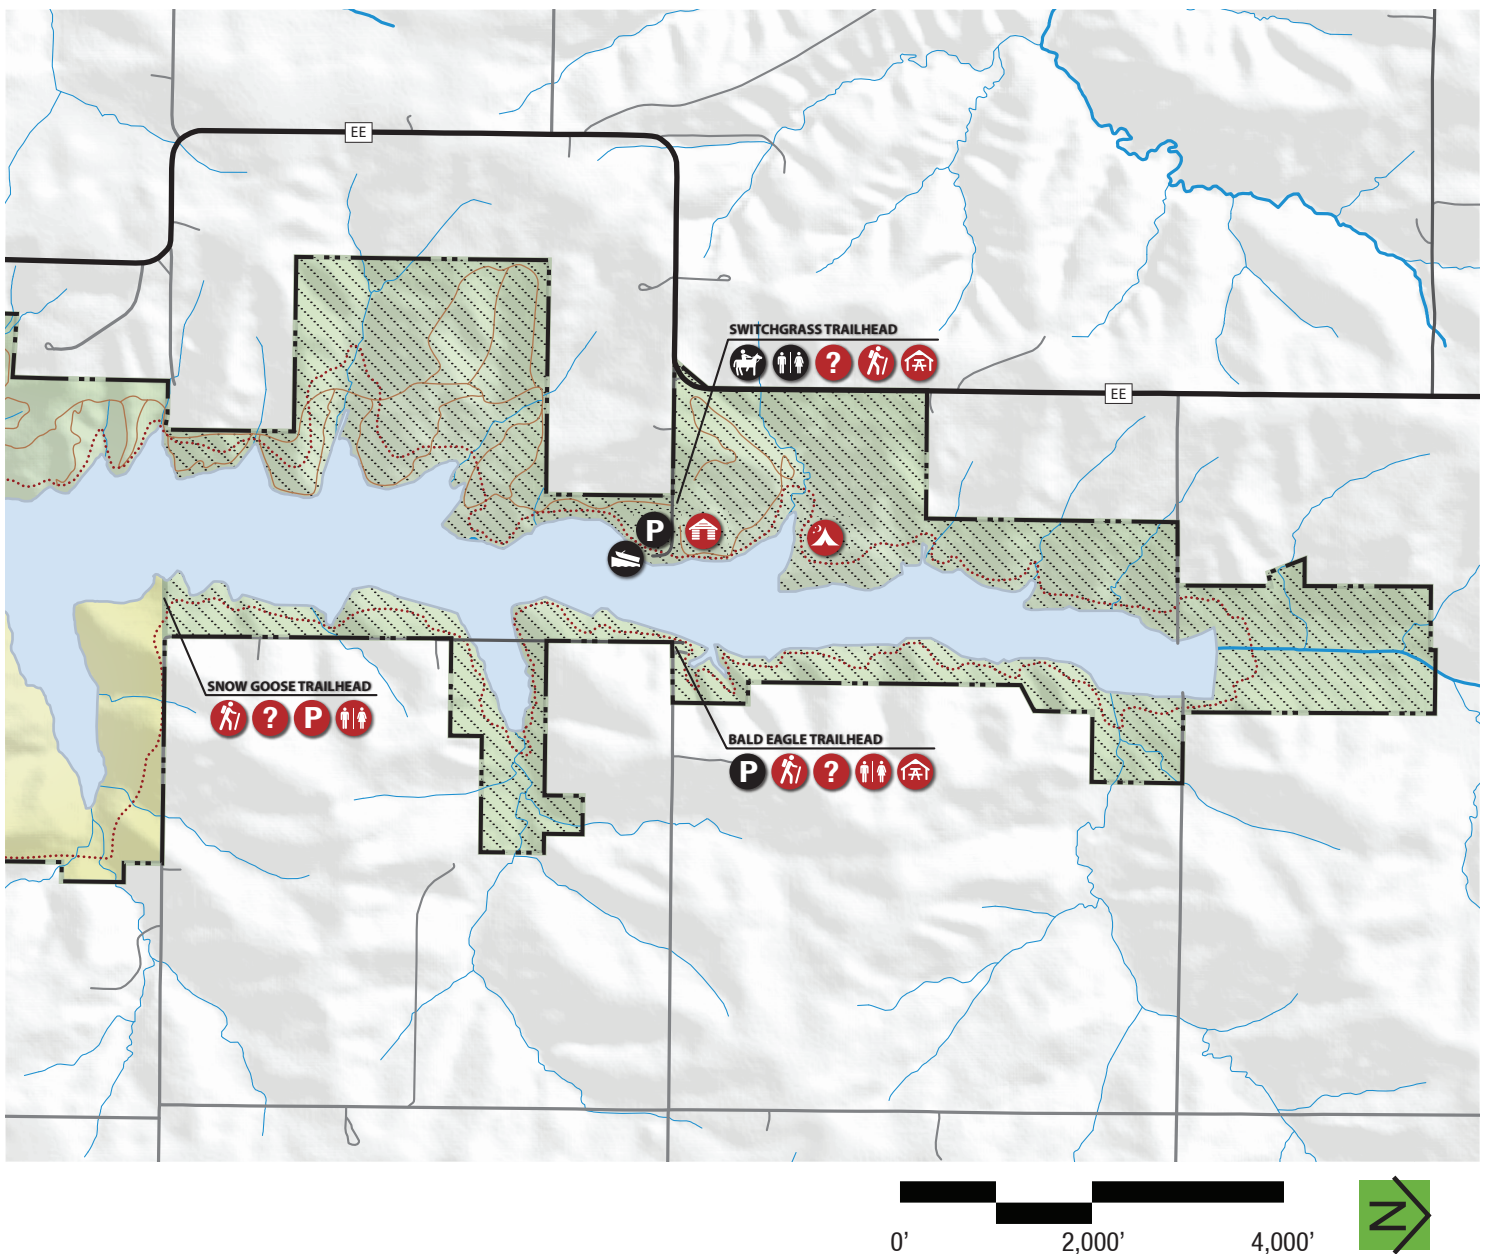 EE
SWITCHGRASS TRAILHEAD
?
EE
P
SNOW GOOSE TRAILHEAD
? P
BALD EAGLE TRAILHEAD
P ?
0' 2,000' 4,000'
N